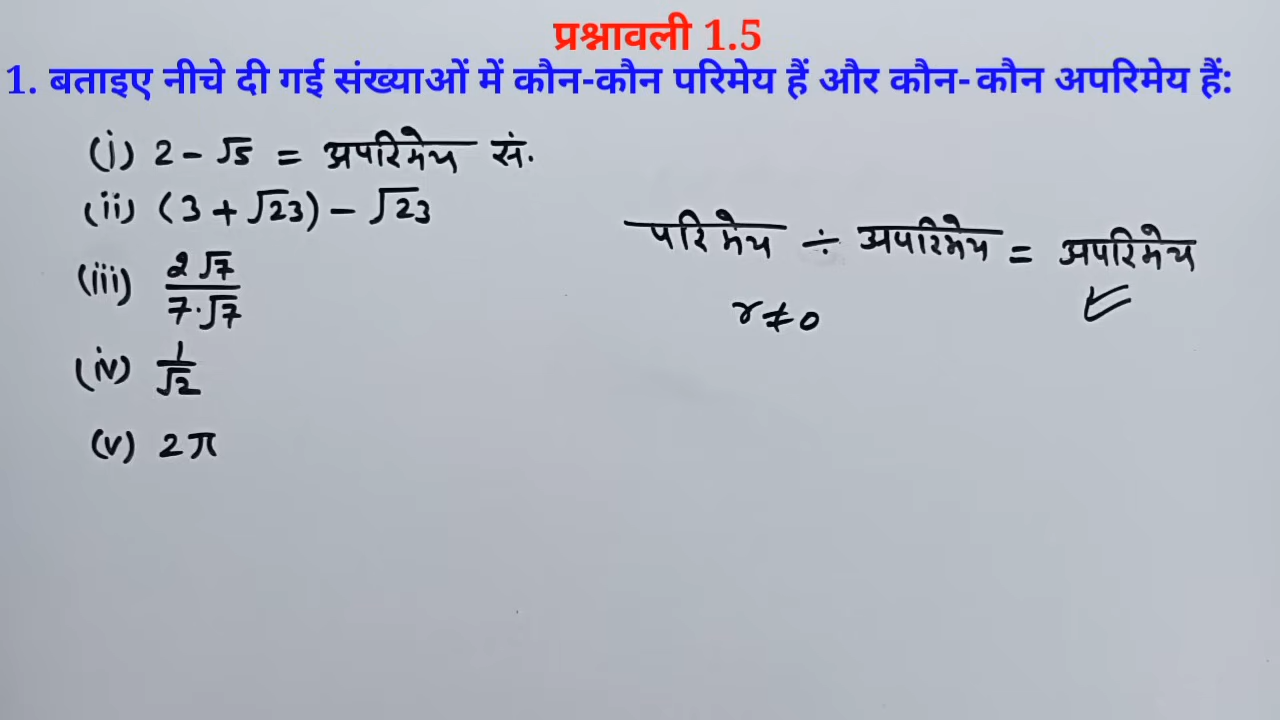 प्रश्नावली 1.5
1. बताइए नीचे दी गई संख्याओं में कौन-कौन परिमेय हैं और कौन-कौन अपरिमेय हैं:
(i) 2 - √5 = अपरिमेय सं.
(ii) (3 + √23) - √23
(iii) 2√7 / 7·√7
(iv) 1/√2
(v) 2π
परिमेय ÷ अपरिमेय = अपरिमेय
r ≠ 0